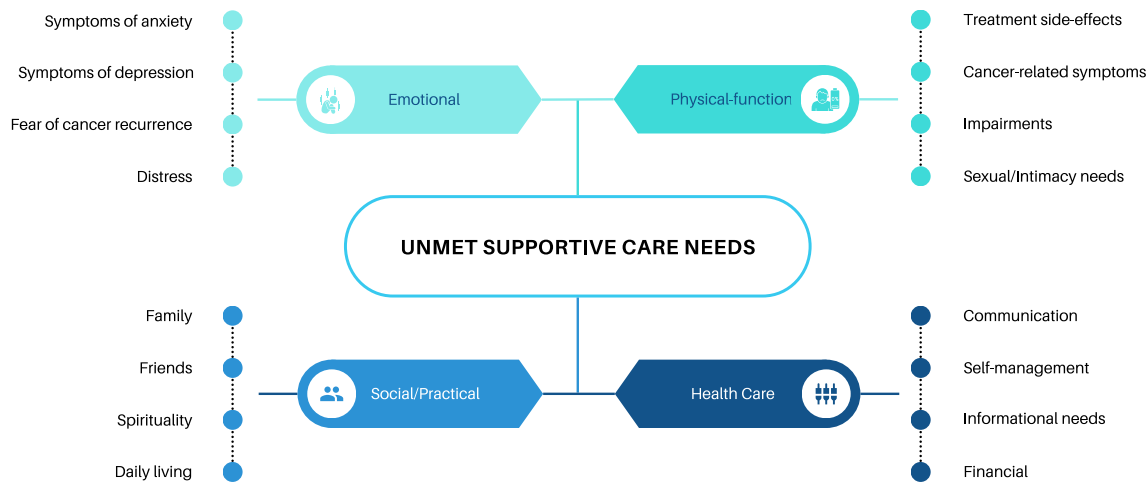 Symptoms of anxiety
Symptoms of depression
Fear of cancer recurrence
Distress
Emotional
Physical-function
Treatment side-effects
Cancer-related symptoms
Impairments
Sexual/Intimacy needs
UNMET SUPPORTIVE CARE NEEDS
Family
Friends
Spirituality
Daily living
Social/Practical
Health Care
Communication
Self-management
Informational needs
Financial